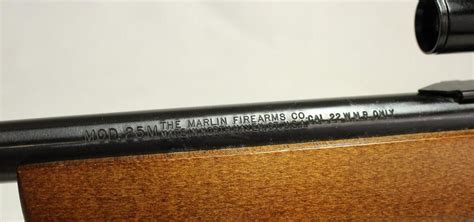 MOD. 25M THE MARLIN FIREARMS CO. CAL. 22 W.M.R. ONLY